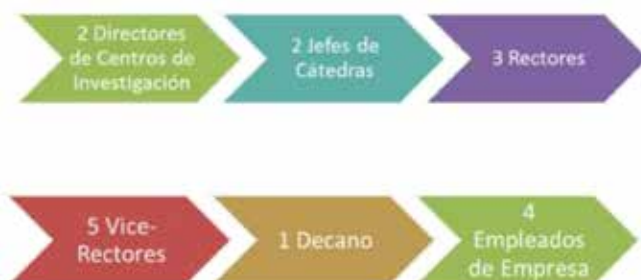 2 Directores
de Centros de
Investigación
2 Jefes de
Cátedras
3 Rectores
5 Vice-
Rectores
1 Decano
4
Empleados
de Empresa